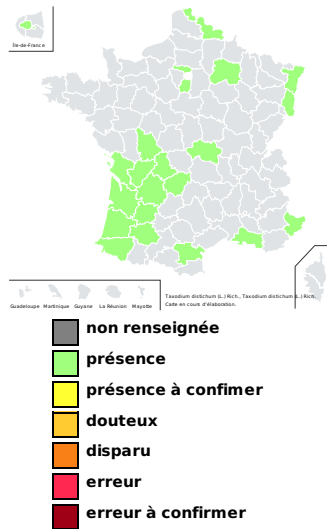 Île-de-France
Guadeloupe Martinique Guyane La Réunion Mayotte
Taxodium distichum (L.) Rich., Taxodium distichum (L.) Rich.
Carte en cours d'élaboration.
non renseignée
présence
présence à confimer
douteux
disparu
erreur
erreur à confirmer